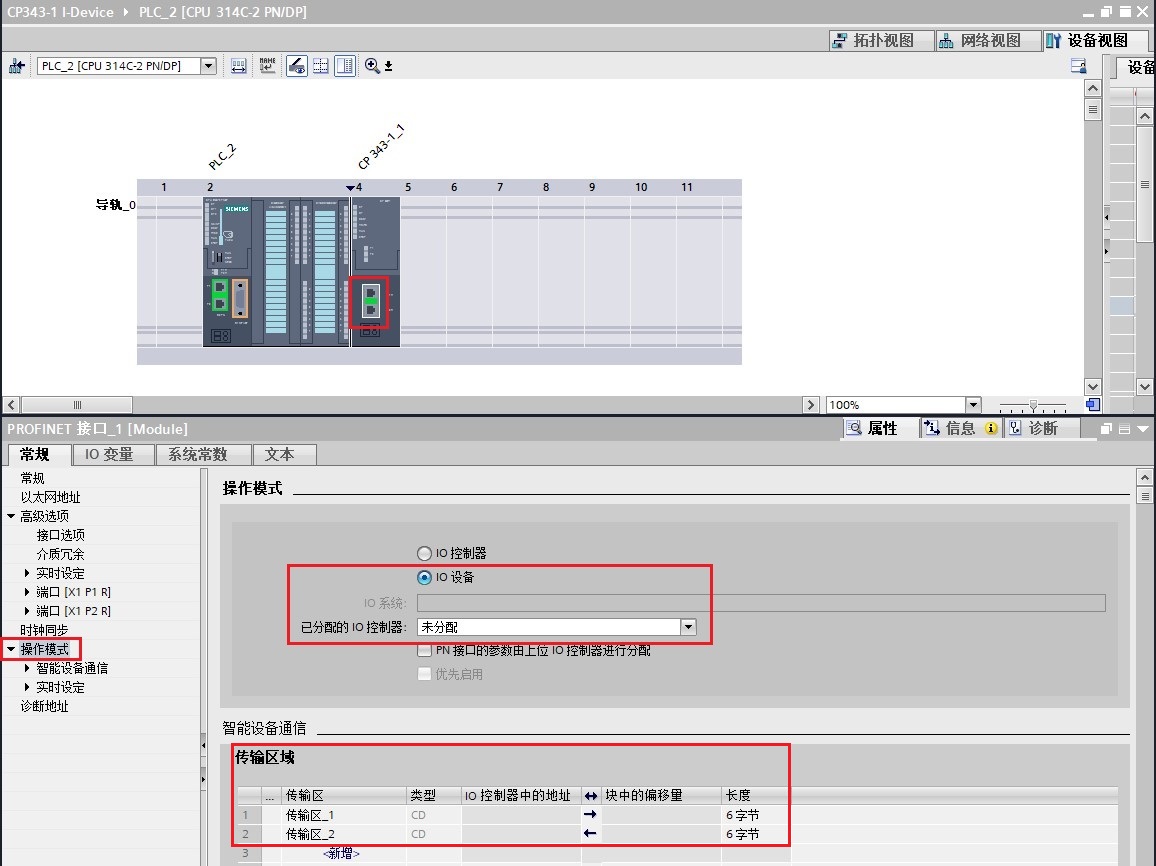 CP343-1 I-Device ▸ PLC_2 [CPU 314C-2 PN/DP]
拓扑视图 网络视图 设备视图
PLC_2 [CPU 314C-2 PN/DP] 设备
PLC_2 CP 343-1_1
1 2 4 5 6 7 8 9 10 11
导轨_0
SIEMENS
100%
PROFINET 接口_1 [Module] 属性 信息 诊断
常规 IO 变量 系统常数 文本
常规
以太网地址
高级选项
接口选项
介质冗余
实时设定
端口 [X1 P1 R]
端口 [X1 P2 R]
时钟同步
操作模式
智能设备通信
实时设定
诊断地址
操作模式
IO 控制器
IO 设备
IO 系统:
已分配的 IO 控制器: 未分配
PN 接口的参数由上位 IO 控制器进行分配
优先启用
智能设备通信
传输区域
... 传输区 类型 IO 控制器中的地址 ↔ 块中的偏移量 长度
1 传输区_1 CD → 6 字节
2 传输区_2 CD ← 6 字节
3 <新增>